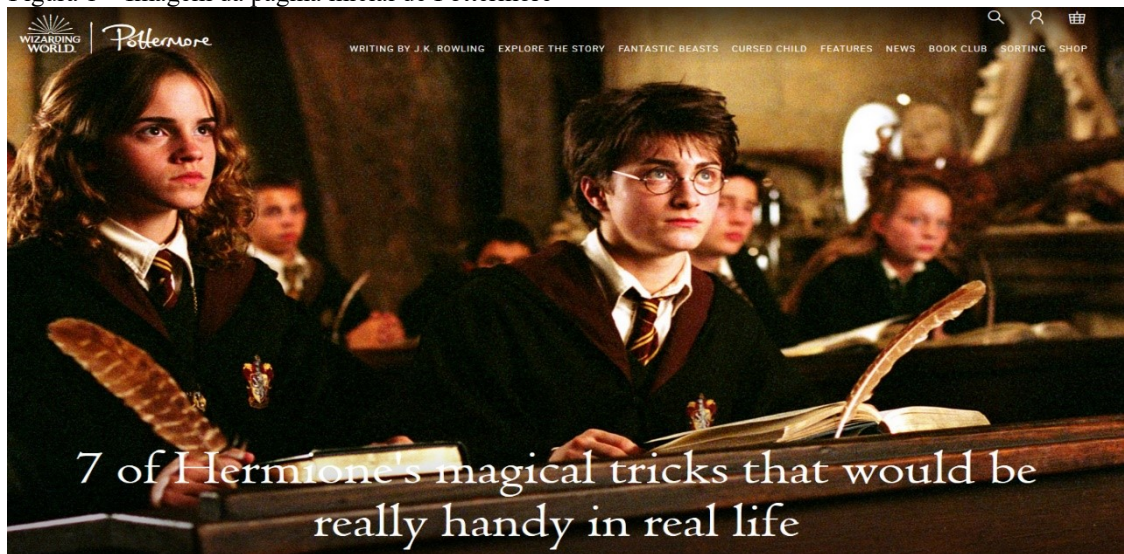 Figura 1 – Imagem da página inicial de Pottermore
WIZARDING
WORLD
Pottermore
WRITING BY J.K. ROWLING EXPLORE THE STORY FANTASTIC BEASTS CURSED CHILD FEATURES NEWS BOOK CLUB SORTING SHOP
7 of Hermione's magical tricks that would be
really handy in real life